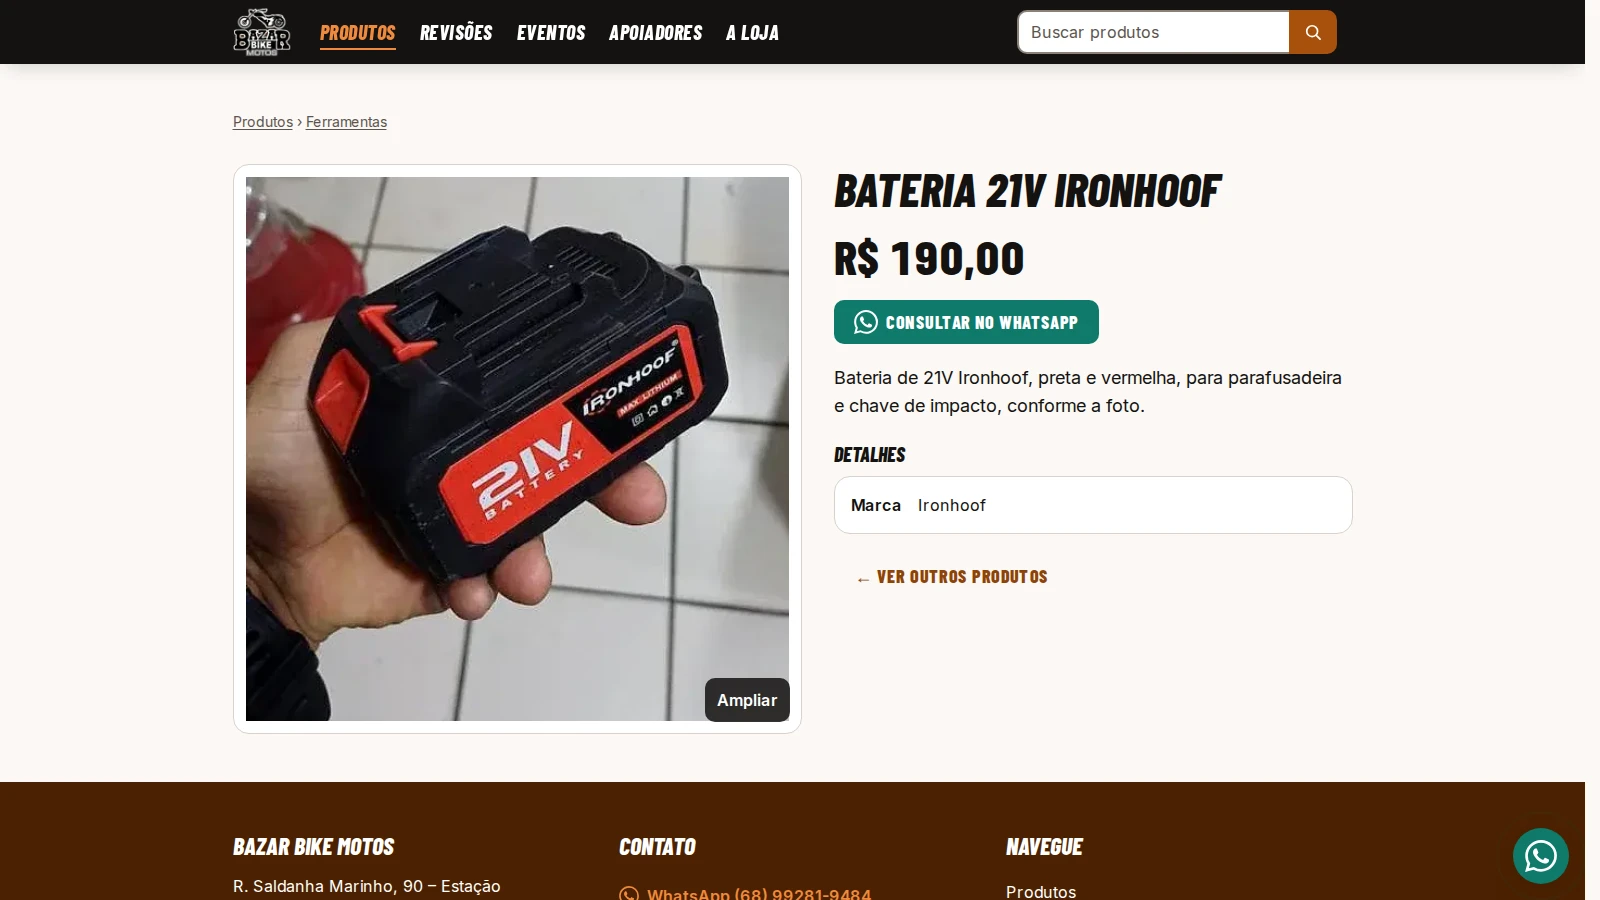 BAZAR
BIKE
MOTOS
PRODUTOS
REVISÕES
EVENTOS
APOIADORES
A LOJA
Buscar produtos
Produtos › Ferramentas
IRONHOOF®
MAX LITHIUM
21V
BATTERY
Ampliar
BATERIA 21V IRONHOOF
R$ 190,00
CONSULTAR NO WHATSAPP
Bateria de 21V Ironhoof, preta e vermelha, para parafusadeira
e chave de impacto, conforme a foto.
DETALHES
Marca Ironhoof
← VER OUTROS PRODUTOS
BAZAR BIKE MOTOS
R. Saldanha Marinho, 90 – Estação
CONTATO
WhatsApp (68) 99281-9484
NAVEGUE
Produtos